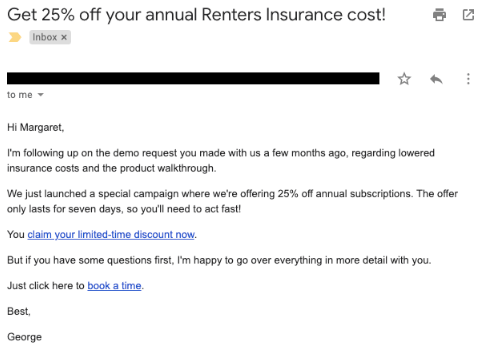 Get 25% off your annual Renters Insurance cost!
Inbox ×
to me
Hi Margaret,
I'm following up on the demo request you made with us a few months ago, regarding lowered
insurance costs and the product walkthrough.
We just launched a special campaign where we're offering 25% off annual subscriptions. The offer
only lasts for seven days, so you'll need to act fast!
You claim your limited-time discount now.
But if you have some questions first, I'm happy to go over everything in more detail with you.
Just click here to book a time.
Best,
George